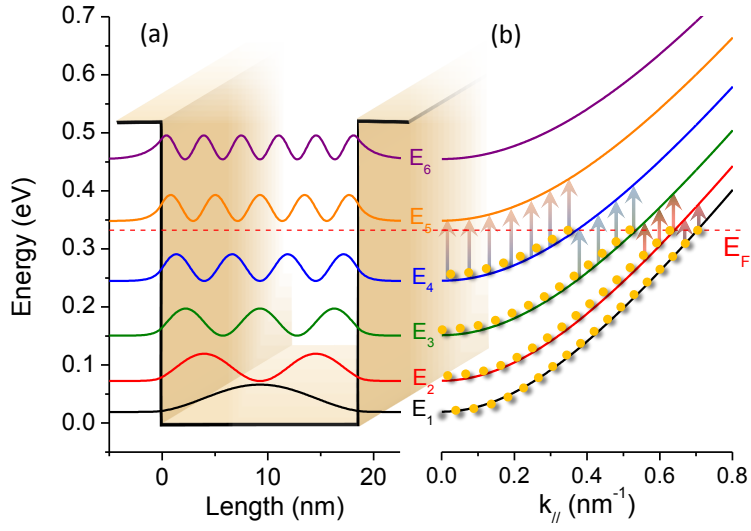 (a)
(b)
0.7
0.6
0.5
0.4
0.3
0.2
0.1
0.0
Energy (eV)
E6
E5
E4
E3
E2
E1
EF
0 10 20
Length (nm)
0.0 0.2 0.4 0.6 0.8
k// (nm-1)